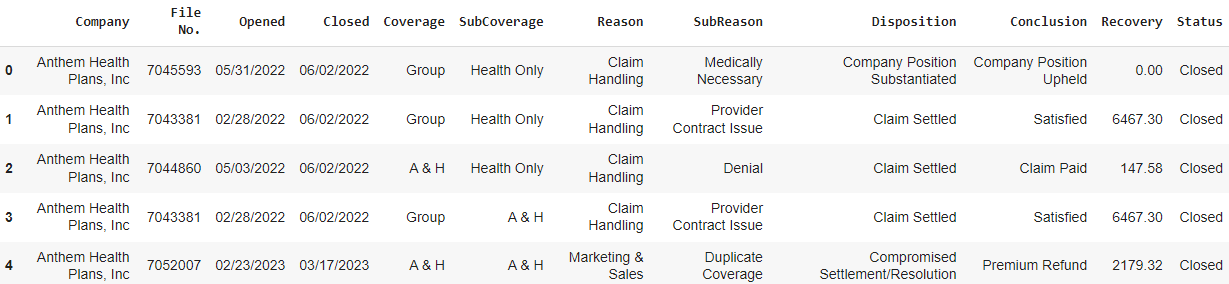 Company File No. Opened Closed Coverage SubCoverage Reason SubReason Disposition Conclusion Recovery Status
0 Anthem Health Plans, Inc 7045593 05/31/2022 06/02/2022 Group Health Only Claim Handling Medically Necessary Company Position Substantiated Company Position Upheld 0.00 Closed
1 Anthem Health Plans, Inc 7043381 02/28/2022 06/02/2022 Group Health Only Claim Handling Provider Contract Issue Claim Settled Satisfied 6467.30 Closed
2 Anthem Health Plans, Inc 7044860 05/03/2022 06/02/2022 A & H Health Only Claim Handling Denial Claim Settled Claim Paid 147.58 Closed
3 Anthem Health Plans, Inc 7043381 02/28/2022 06/02/2022 Group A & H Claim Handling Provider Contract Issue Claim Settled Satisfied 6467.30 Closed
4 Anthem Health Plans, Inc 7052007 02/23/2023 03/17/2023 A & H A & H Marketing & Sales Duplicate Coverage Compromised Settlement/Resolution Premium Refund 2179.32 Closed